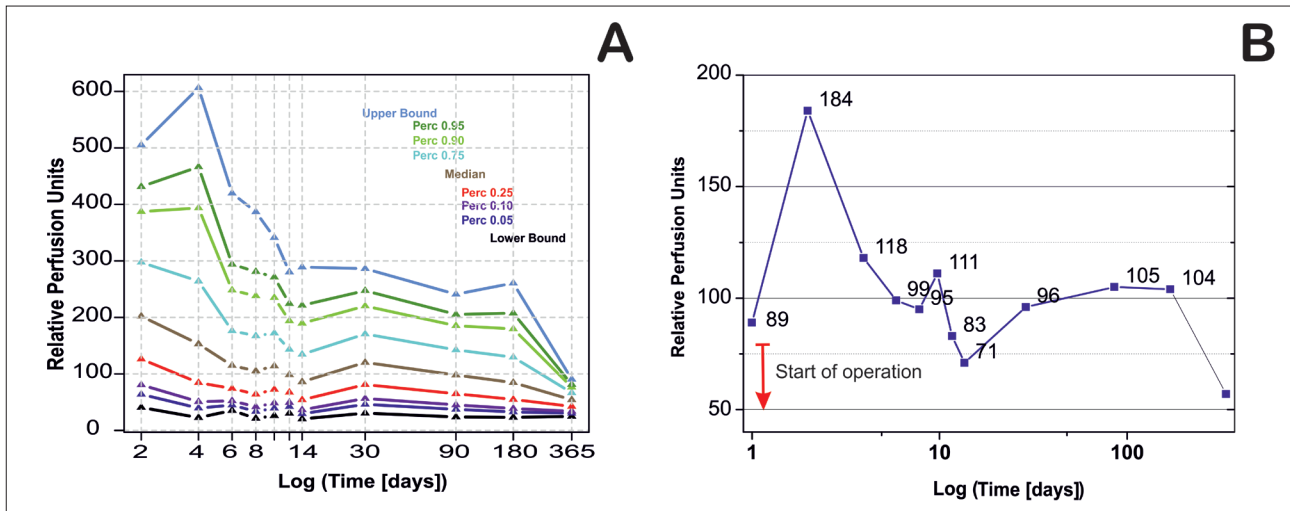 A
Relative Perfusion Units
600
500
400
300
200
100
0
Upper Bound
Perc 0.95
Perc 0.90
Perc 0.75
Median
Perc 0.25
Perc 0.10
Perc 0.05
Lower Bound
2 4 6 8 14 30 90 180 365
Log (Time [days])
B
Relative Perfusion Units
200
150
100
50
184
118
99
95
111
83
71
96
105
104
89
Start of operation
1 10 100
Log (Time [days])